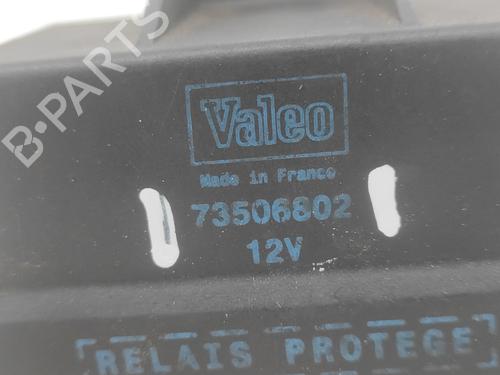 B-PARTS
Valeo
Made in France
73506802
12V
RELAIS PROTEGE